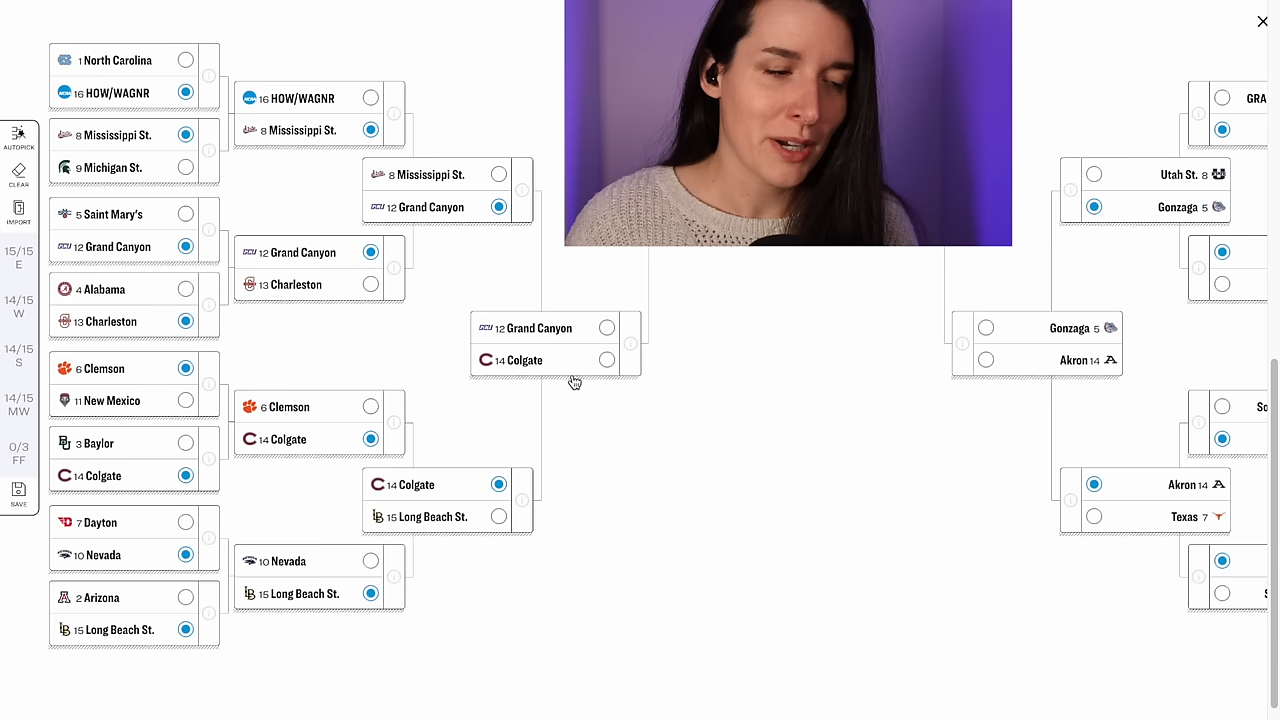 AUTOPICK
CLEAR
IMPORT
15/15
E
14/15
W
14/15
S
14/15
MW
0/3
FF
SAVE
1 North Carolina
16 HOW/WAGNR
8 Mississippi St.
9 Michigan St.
5 Saint Mary's
12 Grand Canyon
4 Alabama
13 Charleston
6 Clemson
11 New Mexico
3 Baylor
14 Colgate
7 Dayton
10 Nevada
2 Arizona
15 Long Beach St.
16 HOW/WAGNR
8 Mississippi St.
12 Grand Canyon
13 Charleston
6 Clemson
14 Colgate
10 Nevada
15 Long Beach St.
8 Mississippi St.
12 Grand Canyon
14 Colgate
15 Long Beach St.
12 Grand Canyon
14 Colgate
Gonzaga 5
Akron 14
Utah St. 8
Gonzaga 5
Akron 14
Texas 7
GRA
So